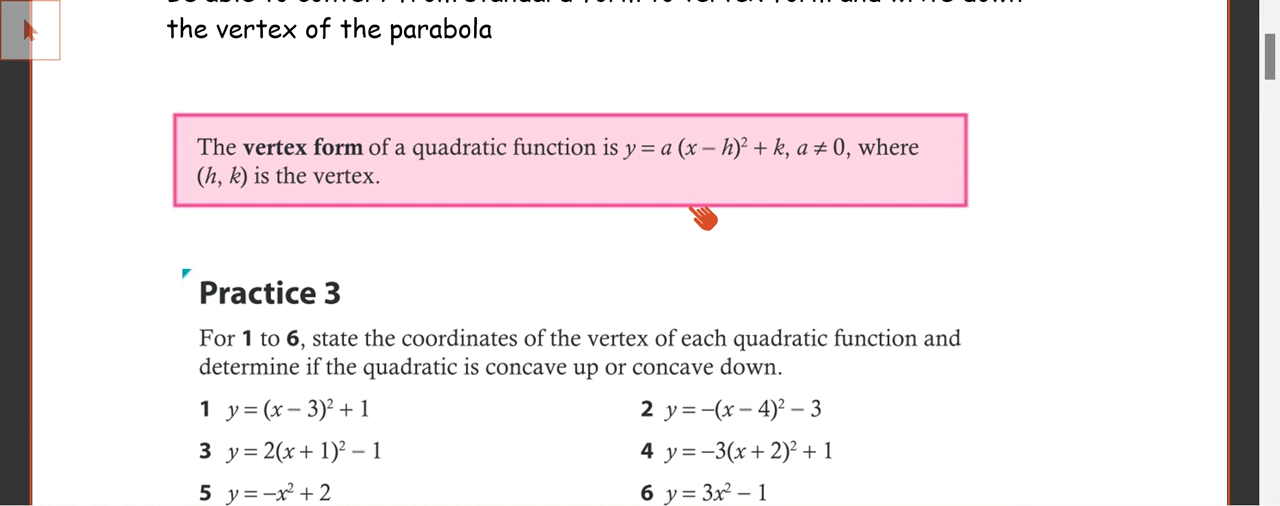 the vertex of the parabola
The vertex form of a quadratic function is y = a (x – h)² + k, a ≠ 0, where
(h, k) is the vertex.
Practice 3
For 1 to 6, state the coordinates of the vertex of each quadratic function and
determine if the quadratic is concave up or concave down.
1 y = (x – 3)² + 1
2 y = –(x – 4)² – 3
3 y = 2(x + 1)² – 1
4 y = –3(x + 2)² + 1
5 y = –x² + 2
6 y = 3x² – 1